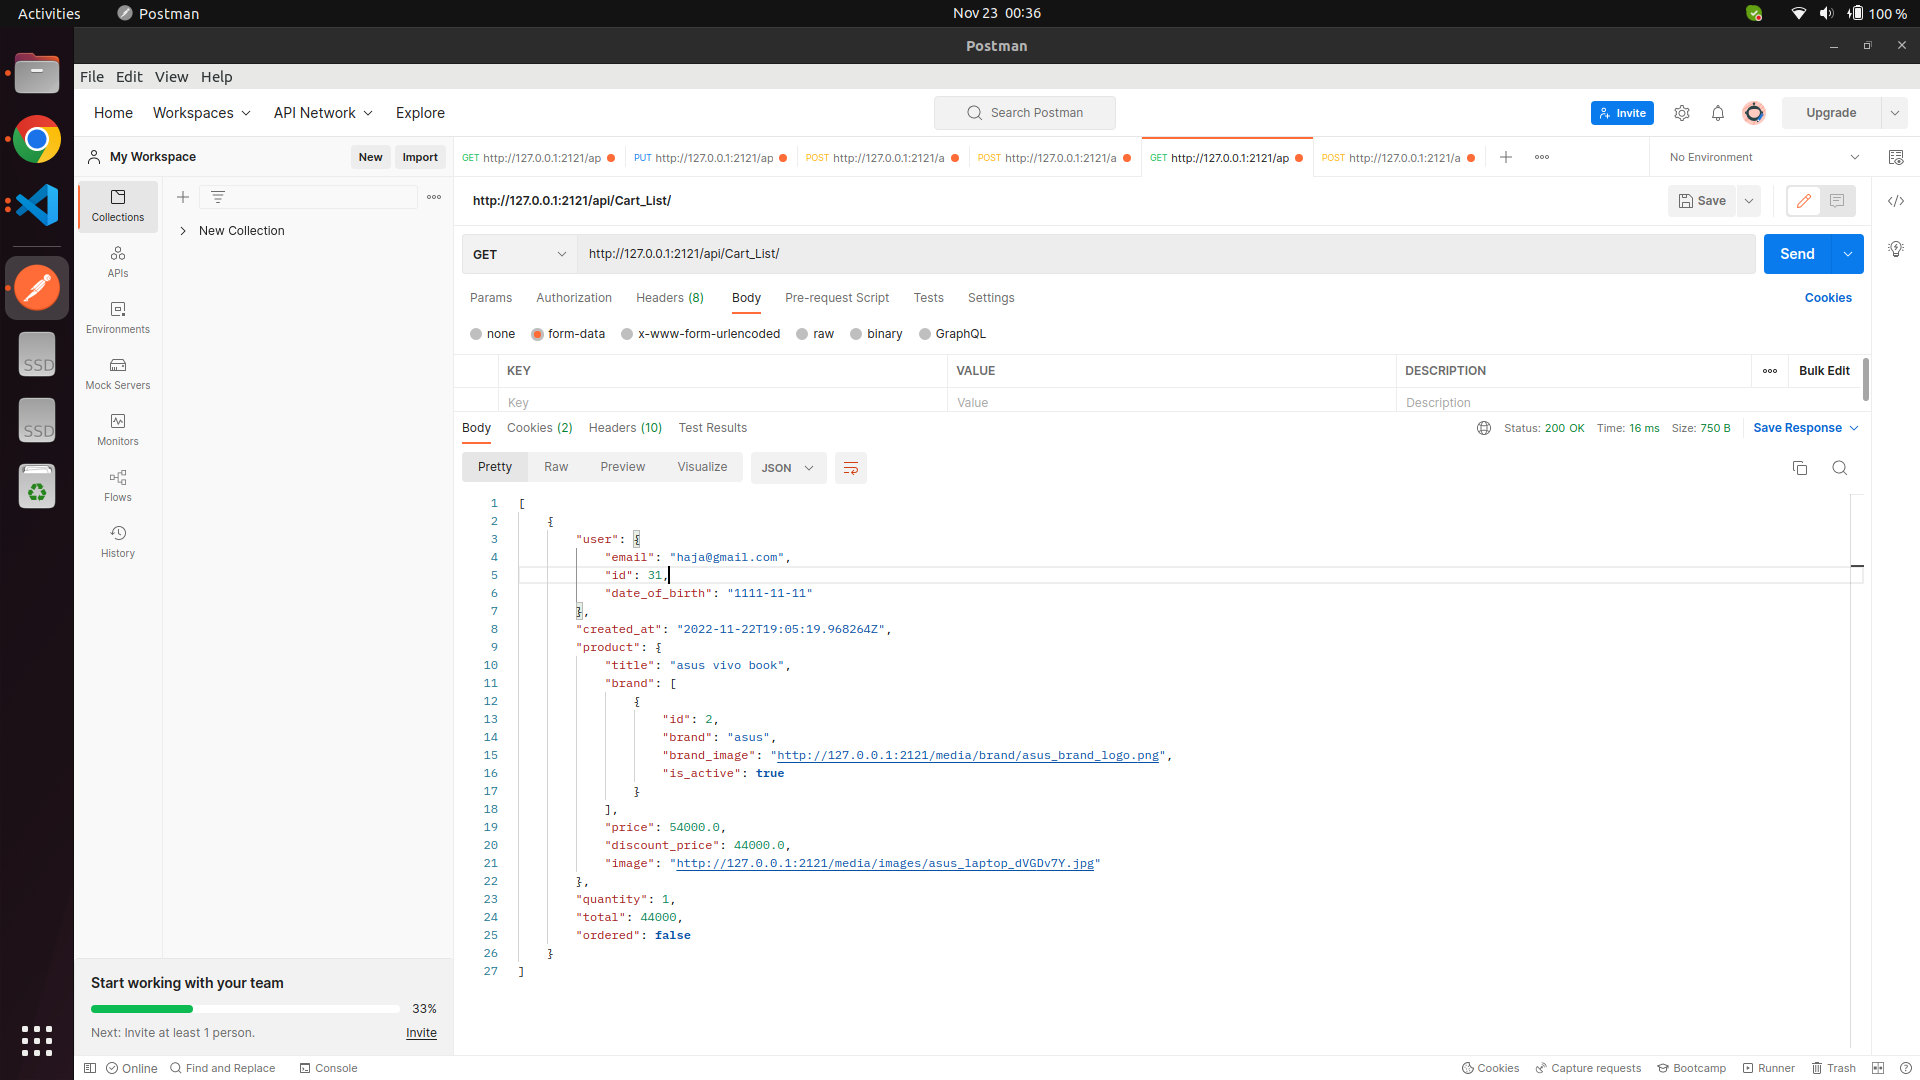 Activities
Postman
Nov 23 00:36
100 %
Postman
File Edit View Help
Home Workspaces API Network Explore
Search Postman
Invite
Upgrade
My Workspace
New Import
GET http://127.0.0.1:2121/ap
PUT http://127.0.0.1:2121/ap
POST http://127.0.0.1:2121/a
POST http://127.0.0.1:2121/a
GET http://127.0.0.1:2121/ap
POST http://127.0.0.1:2121/a
No Environment
Collections
APIs
Environments
Mock Servers
Monitors
Flows
History
New Collection
http://127.0.0.1:2121/api/Cart_List/
Save
GET
http://127.0.0.1:2121/api/Cart_List/
Send
Params Authorization Headers (8) Body Pre-request Script Tests Settings
Cookies
none form-data x-www-form-urlencoded raw binary GraphQL
KEY VALUE DESCRIPTION Bulk Edit
Key Value Description
Body Cookies (2) Headers (10) Test Results
Status: 200 OK Time: 16 ms Size: 750 B Save Response
Pretty Raw Preview Visualize JSON
1 [
2 {
3 "user": {
4 "email": "haja@gmail.com",
5 "id": 31,
6 "date_of_birth": "1111-11-11"
7 },
8 "created_at": "2022-11-22T19:05:19.968264Z",
9 "product": {
10 "title": "asus vivo book",
11 "brand": [
12 {
13 "id": 2,
14 "brand": "asus",
15 "brand_image": "http://127.0.0.1:2121/media/brand/asus_brand_logo.png",
16 "is_active": true
17 }
18 ],
19 "price": 54000.0,
20 "discount_price": 44000.0,
21 "image": "http://127.0.0.1:2121/media/images/asus_laptop_dVGDv7Y.jpg"
22 },
23 "quantity": 1,
24 "total": 44000,
25 "ordered": false
26 }
27 ]
SSD
SSD
Start working with your team
33%
Next: Invite at least 1 person.
Invite
Online Find and Replace Console
Cookies Capture requests Bootcamp Runner Trash